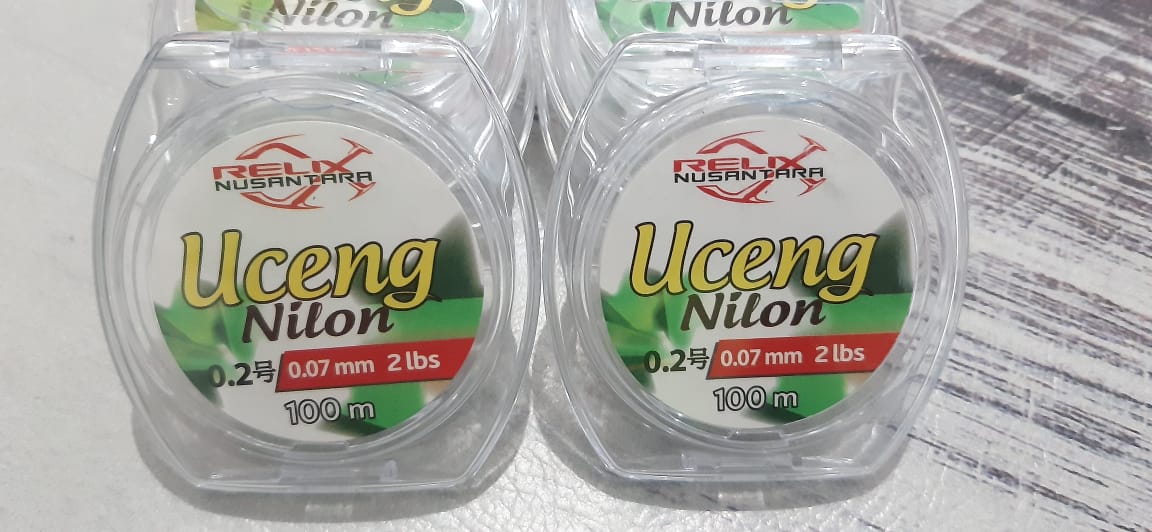 Nilon
Nilon
RELIX
NUSANTARA
Uceng
Nilon
0.2号 0.07 mm 2 lbs
100 m
RELIX
NUSANTARA
Uceng
Nilon
0.2号 0.07 mm 2 lbs
100 m